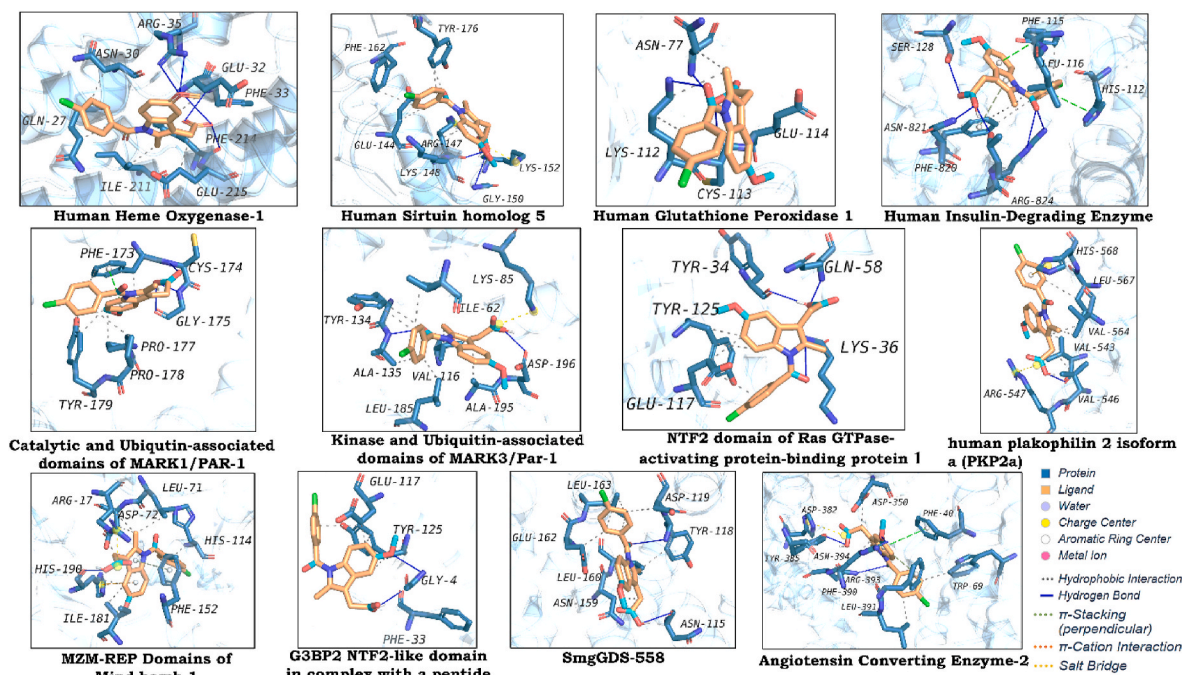 ARG-35
ASN-30
GLU-32
PHE-33
GLN-27
PHE-214
ILE-211
GLU-215
Human Heme Oxygenase-1
TYR-176
PHE-162
GLU-144
ARG-147
LYS-148
LYS-152
GLY-150
Human Sirtuin homolog 5
ASN-77
GLU-114
LYS-112
CYS-113
Human Glutathione Peroxidase 1
PHE-115
SER-128
LEU-116
HIS-112
ASN-821
PHE-820
ARG-824
Human Insulin-Degrading Enzyme
PHE-173
CYS-174
GLY-175
PRO-177
PRO-178
TYR-179
Catalytic and Ubiqutin-associated
domains of MARK1/PAR-1
LYS-85
ILE-62
TYR-134
ALA-135
VAL-116
ASP-196
LEU-185
ALA-195
Kinase and Ubiquitin-associated
domains of MARK3/Par-1
TYR-34
GLN-58
TYR-125
LYS-36
GLU-117
NTF2 domain of Ras GTPase-
activating protein-binding protein 1
HIS-568
LEU-567
VAL-564
VAL-543
ARG-547
VAL-546
human plakophilin 2 isoform
a (PKP2a)
ARG-17
LEU-71
ASP-72
HIS-114
HIS-190
PHE-152
ILE-181
MZM-REP Domains of
Mind bomb 1
GLU-117
TYR-125
GLY-4
PHE-33
G3BP2 NTF2-like domain
in complex with a peptide
LEU-163
ASP-119
TYR-118
GLU-162
LEU-160
ASN-159
ASN-115
SmgGDS-558
ASP-350
ASP-382
PHE-40
TYR-385
ASN-394
ARG-393
PHE-390
TRP-69
LEU-391
Angiotensin Converting Enzyme-2
Protein
Ligand
Water
Charge Center
Aromatic Ring Center
Metal Ion
Hydrophobic Interaction
Hydrogen Bond
π-Stacking
(perpendicular)
π-Cation Interaction
Salt Bridge